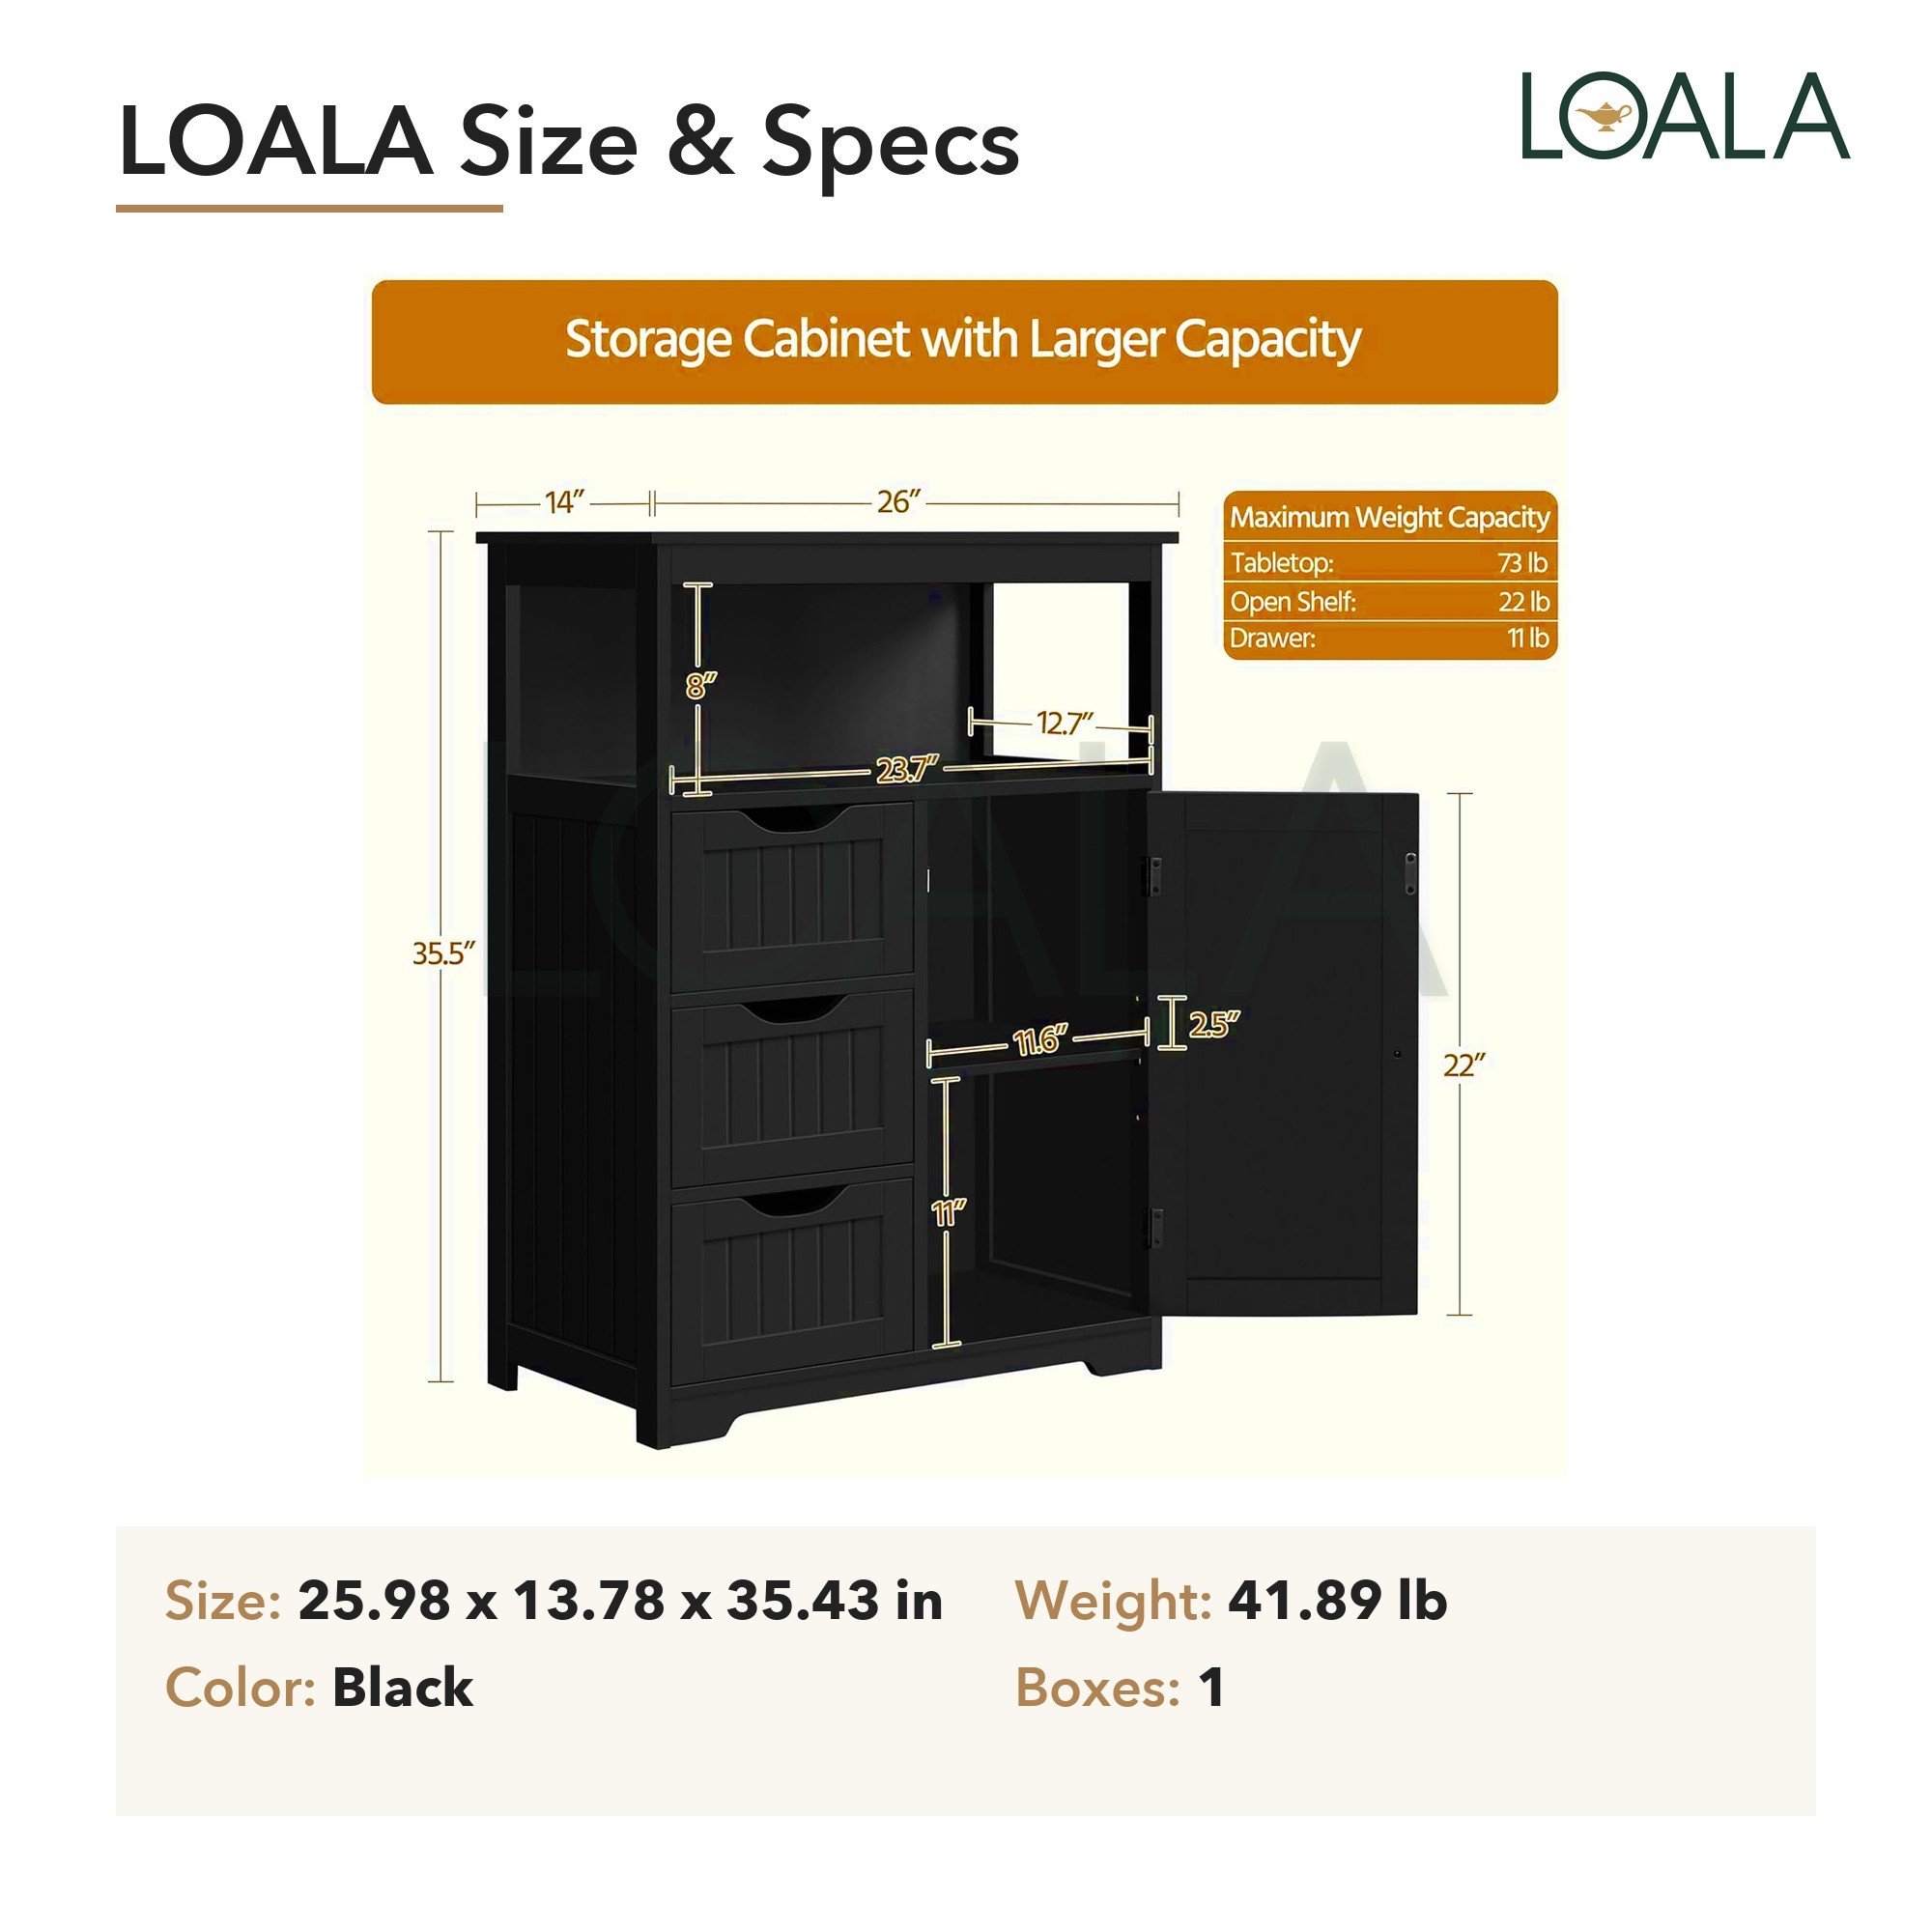 LOALA Size & Specs
LOALA
Storage Cabinet with Larger Capacity
14”
26”
Maximum Weight Capacity
Tabletop: 73 lb
Open Shelf: 22 lb
Drawer: 11 lb
8”
12.7”
23.7”
LOALA
35.5”
11.6”
2.5”
22”
11”
Size: 25.98 x 13.78 x 35.43 in
Weight: 41.89 lb
Color: Black
Boxes: 1